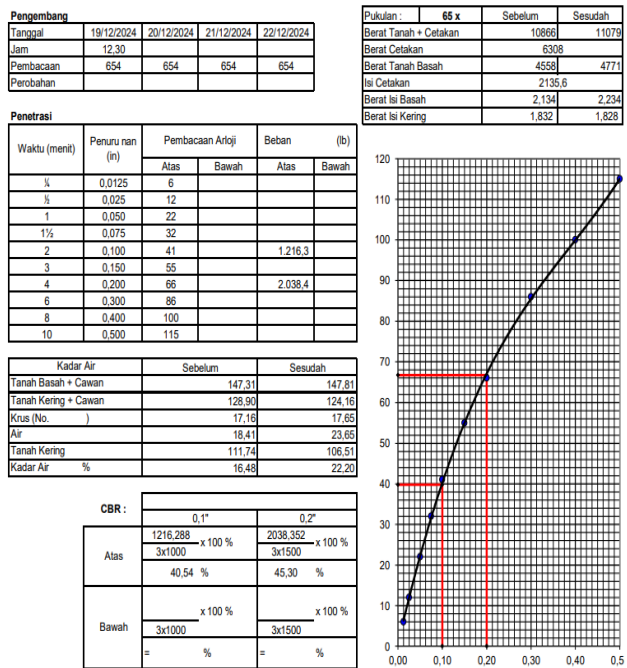 Pengembang
Tanggal 19/12/2024 20/12/2024 21/12/2024 22/12/2024
Jam 12,30
Pembacaan 654 654 654 654
Perobahan
Pukulan : 65 x Sebelum Sesudah
Berat Tanah + Cetakan 10866 11079
Berat Cetakan 6308
Berat Tanah Basah 4558 4771
Isi Cetakan 2135,6
Berat Isi Basah 2,134 2,234
Berat Isi Kering 1,832 1,828
Penetrasi
Waktu (menit) Penuru nan (in) Pembacaan Arloji Beban (lb)
Atas Bawah Atas Bawah
¼ 0,0125 6
½ 0,025 12
1 0,050 22
1½ 0,075 32
2 0,100 41 1.216,3
3 0,150 55
4 0,200 66 2.038,4
6 0,300 86
8 0,400 100
10 0,500 115
Kadar Air Sebelum Sesudah
Tanah Basah + Cawan 147,31 147,81
Tanah Kering + Cawan 128,90 124,16
Krus (No. ) 17,16 17,65
Air 18,41 23,65
Tanah Kering 111,74 106,51
Kadar Air % 16,48 22,20
CBR :
0,1" 0,2"
Atas
1216,288 x 100 % 2038,352 x 100 %
3x1000 3x1500
40,54 % 45,30 %
Bawah
x 100 % x 100 %
3x1000 3x1500
= % = %
120
110
100
90
80
70
60
50
40
30
20
10
0
0,00 0,10 0,20 0,30 0,40 0,5